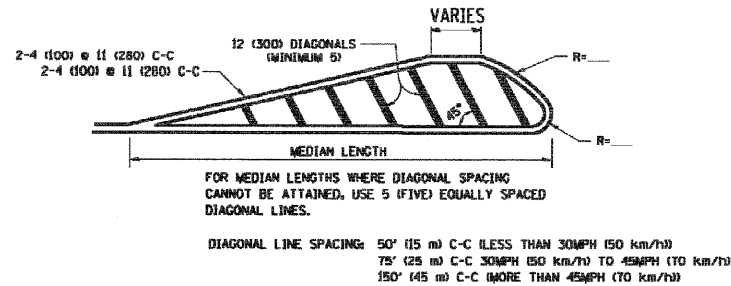 VARIES
12 (300) DIAGONALS
(MINIMUM 5)
2-4 (100) @ 11 (280) C-C
2-4 (100) @ 11 (280) C-C
R=___
45°
R=___
MEDIAN LENGTH
FOR MEDIAN LENGTHS WHERE DIAGONAL SPACING
CANNOT BE ATTAINED, USE 5 (FIVE) EQUALLY SPACED
DIAGONAL LINES.
DIAGONAL LINE SPACING: 50' (15 m) C-C (LESS THAN 30MPH (50 km/h))
75' (25 m) C-C 30MPH (50 km/h) TO 45MPH (70 km/h)
150' (45 m) C-C (MORE THAN 45MPH (70 km/h))